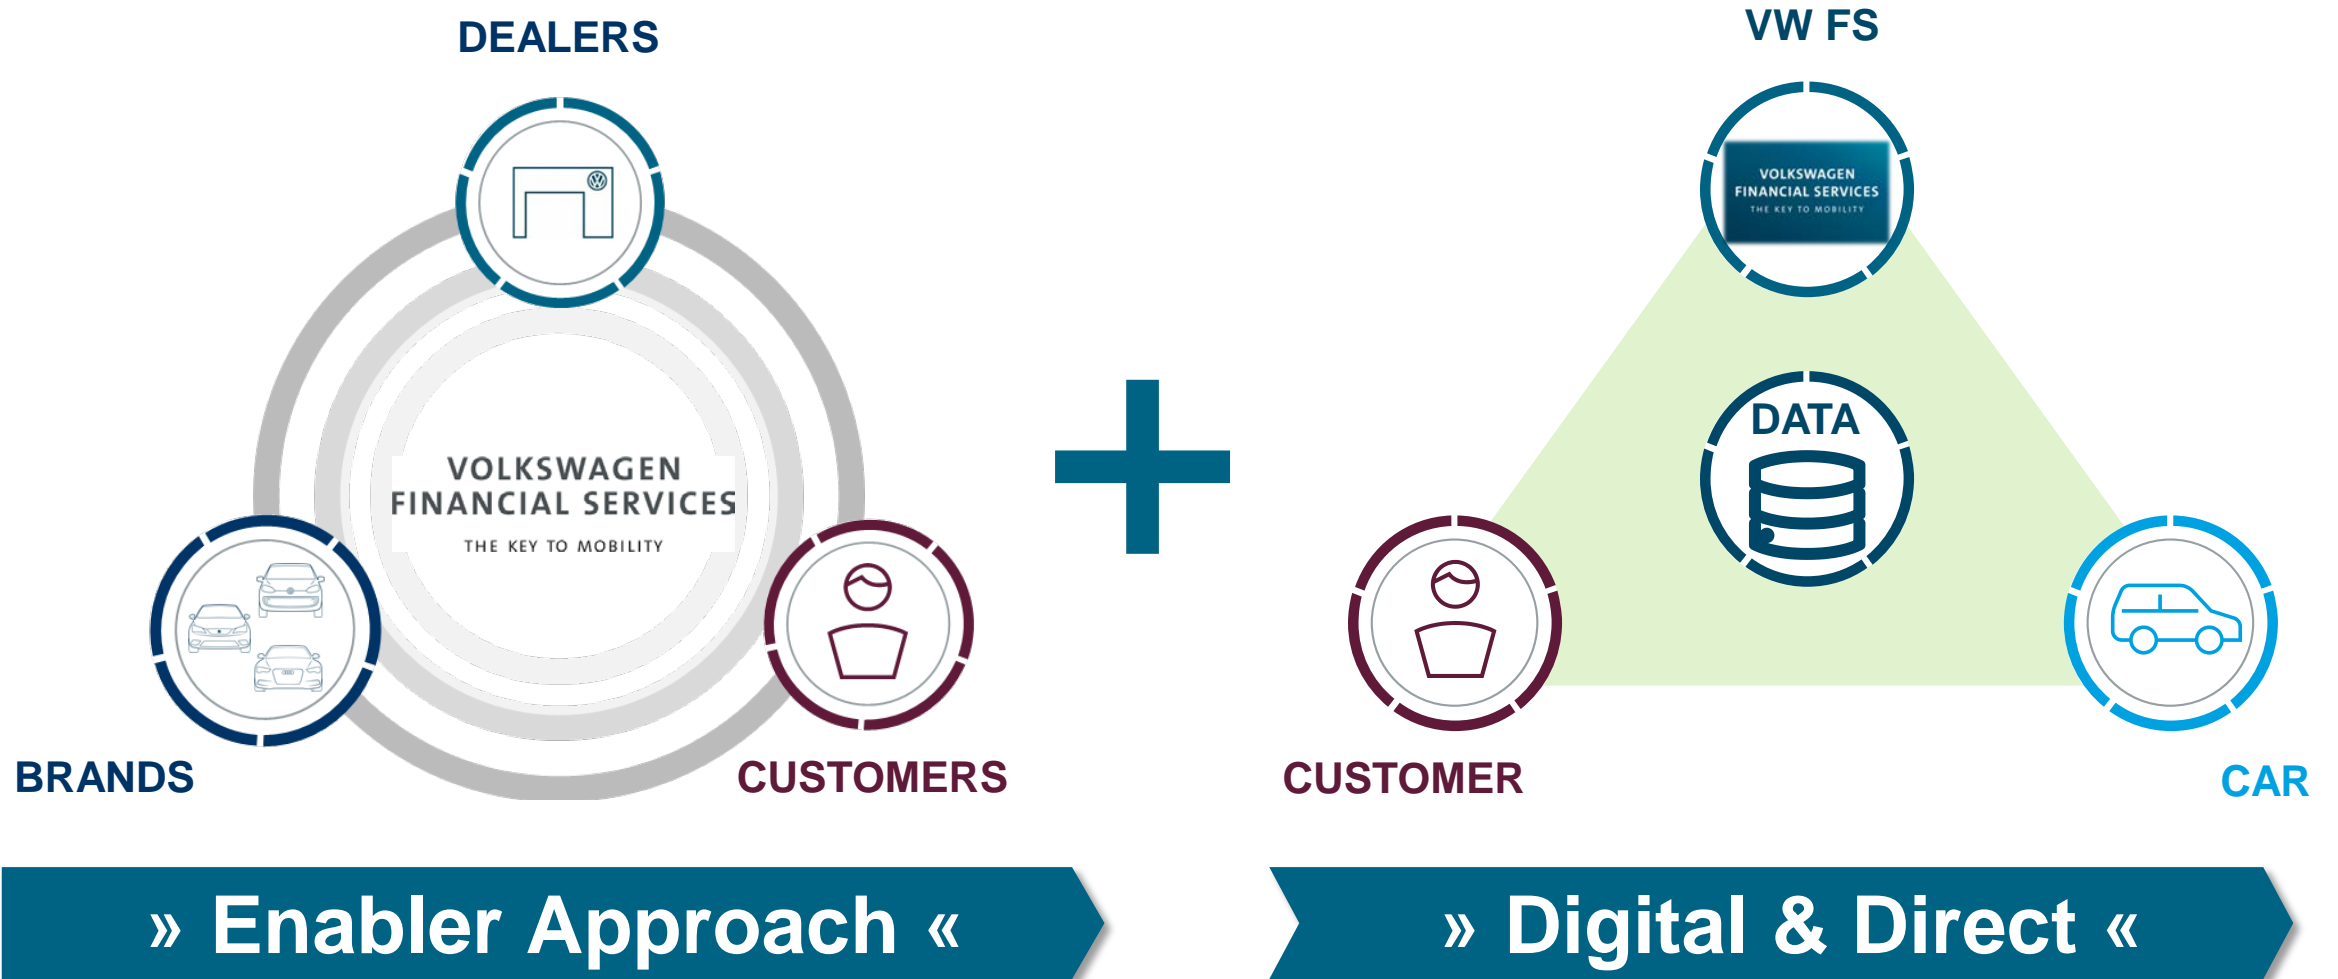 DEALERS
VOLKSWAGEN
FINANCIAL SERVICES
THE KEY TO MOBILITY
BRANDS
CUSTOMERS
VW FS
VOLKSWAGEN
FINANCIAL SERVICES
THE KEY TO MOBILITY
DATA
CUSTOMER
CAR
» Enabler Approach «
» Digital & Direct «